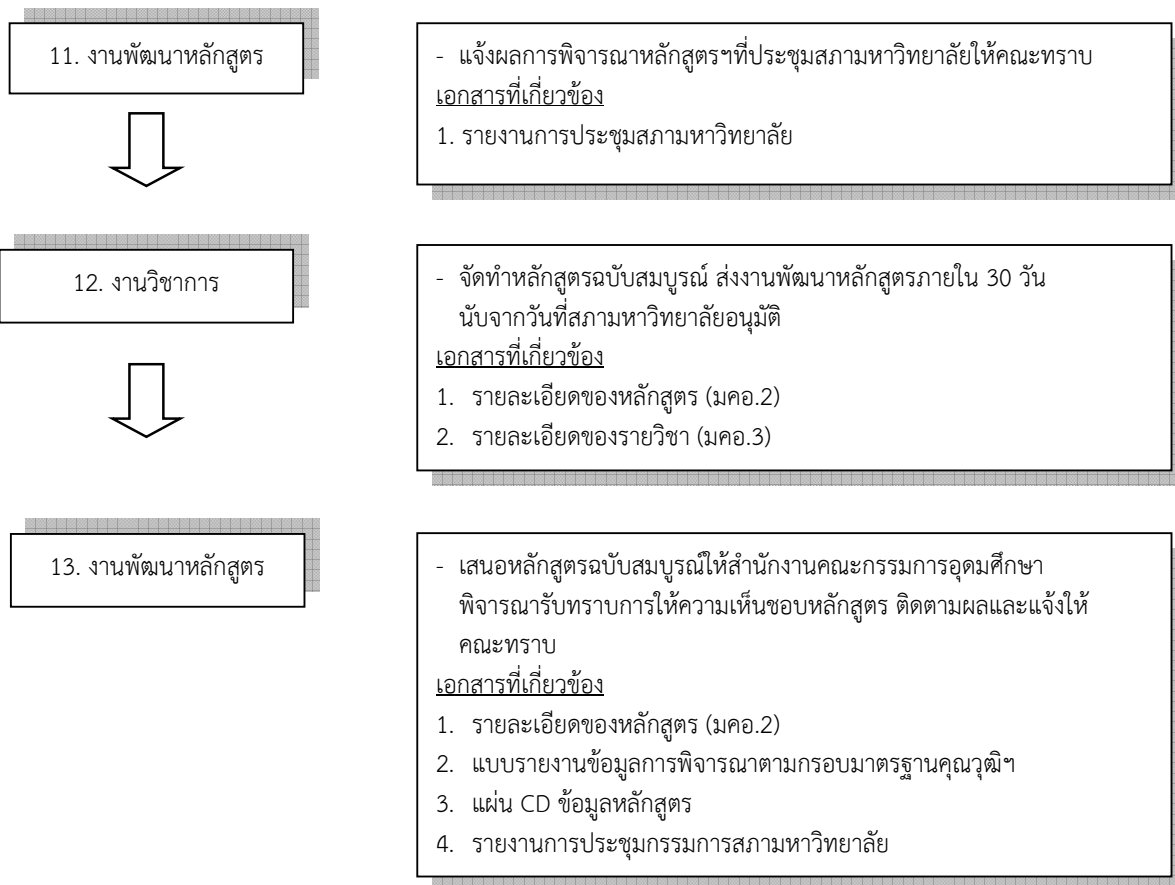 11. งานพัฒนาหลักสูตร
- แจ้งผลการพิจารณาหลักสูตรฯที่ประชุมสภามหาวิทยาลัยให้คณะทราบ
เอกสารที่เกี่ยวข้อง
1. รายงานการประชุมสภามหาวิทยาลัย
12. งานวิชาการ
- จัดทำหลักสูตรฉบับสมบูรณ์ ส่งงานพัฒนาหลักสูตรภายใน 30 วัน
นับจากวันที่สภามหาวิทยาลัยอนุมัติ
เอกสารที่เกี่ยวข้อง
1. รายละเอียดของหลักสูตร (มคอ.2)
2. รายละเอียดของรายวิชา (มคอ.3)
13. งานพัฒนาหลักสูตร
- เสนอหลักสูตรฉบับสมบูรณ์ให้สำนักงานคณะกรรมการอุดมศึกษา
พิจารณารับทราบการให้ความเห็นชอบหลักสูตร ติดตามผลและแจ้งให้
คณะทราบ
เอกสารที่เกี่ยวข้อง
1. รายละเอียดของหลักสูตร (มคอ.2)
2. แบบรายงานข้อมูลการพิจารณาตามกรอบมาตรฐานคุณวุฒิฯ
3. แผ่น CD ข้อมูลหลักสูตร
4. รายงานการประชุมกรรมการสภามหาวิทยาลัย